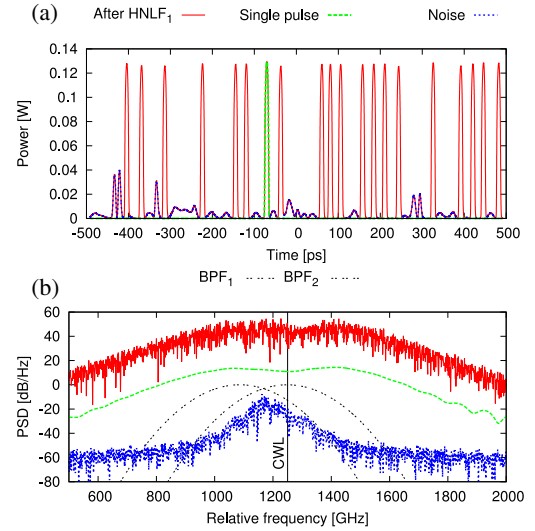 (a) After HNLF₁ Single pulse Noise
0.14
0.12
0.1
0.08
0.06
0.04
0.02
0
Power [W]
-500 -400 -300 -200 -100 0 100 200 300 400 500
Time [ps]
BPF₁ BPF₂
(b)
60
40
20
0
-20
-40
-60
-80
PSD [dB/Hz]
CWL
600 800 1000 1200 1400 1600 1800 2000
Relative frequency [GHz]